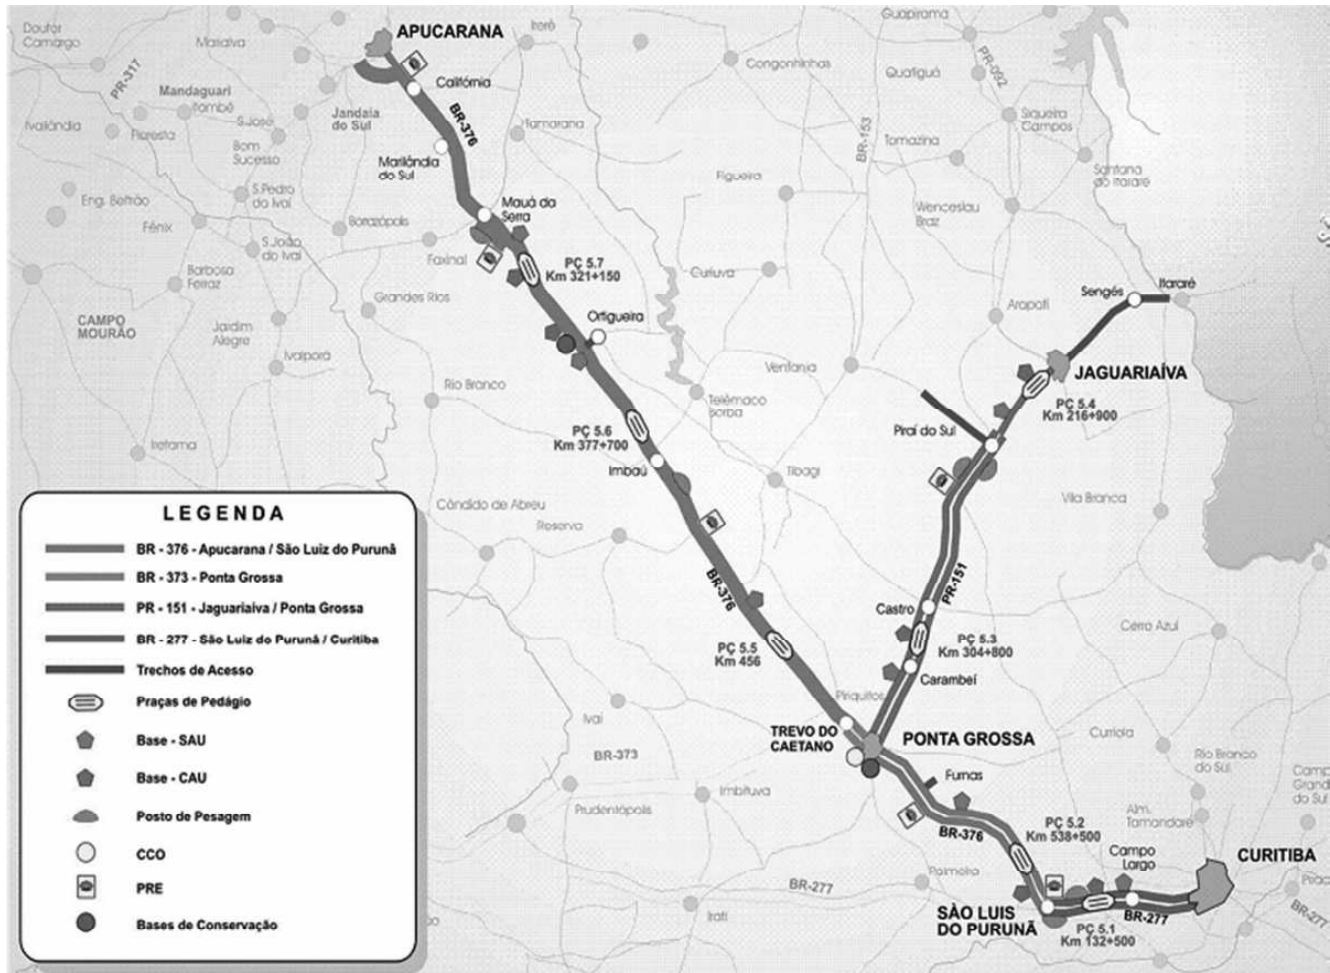 Doutor
Camargo
Marialva
PR-317
Mandaguari
Itambé
Ivailândia
Floresta
S.José
Bom
Sucesso
Jandaia
do Sul
Eng. Beltrão
S.Pedro
do Ivaí
Fênix
S.João
do Ivaí
Borrazópolis
Barbosa
Ferraz
CAMPO
MOURÃO
Jardim
Alegre
Ivaiporã
Iretama
Grandes Rios
Faxinal
Rio Branco
APUCARANA
Califórnia
BR-376
Marilândia
do Sul
Mauá da
Serra
Tamarana
Congonhinhas
Guapirama
PR-092
Quatiguá
Siqueira
Campos
Tomazina
BR-153
Santana
do Itararé
Figueira
Wenceslau
Braz
Curiúva
PÇ 5.7
Km 321+150
Ortigueira
Arapoti
Sengés
Itararé
Ventania
JAGUARIAÍVA
PÇ 5.4
Km 216+900
Telêmaco
Borba
Piraí do Sul
PÇ 5.6
Km 377+700
Imbaú
Tibagi
Vila Branca
Cândido de Abreu
Reserva
BR-376
PR-151
Castro
PÇ 5.3
Km 304+800
Carambeí
Cerro Azul
PÇ 5.5
Km 456
Piriquitos
Ivaí
TREVO DO
CAETANO
PONTA GROSSA
BR-373
Furnas
Imbituva
Prudentópolis
Rio Branco
do Sul
Alm.
Tamandaré
BR-376
PÇ 5.2
Km 538+500
Campo
Largo
CURITIBA
Palmeira
BR-277
Irati
SÀO LUIS
DO PURUNÃ
PÇ 5.1
Km 132+500
BR-277
BR-277
LEGENDA
BR - 376 - Apucarana / São Luiz do Purunã
BR - 373 - Ponta Grossa
PR - 151 - Jaguariaíva / Ponta Grossa
BR - 277 - São Luiz do Purunã / Curitiba
Trechos de Acesso
Praças de Pedágio
Base - SAU
Base - CAU
Posto de Pesagem
CCO
PRE
Bases de Conservação